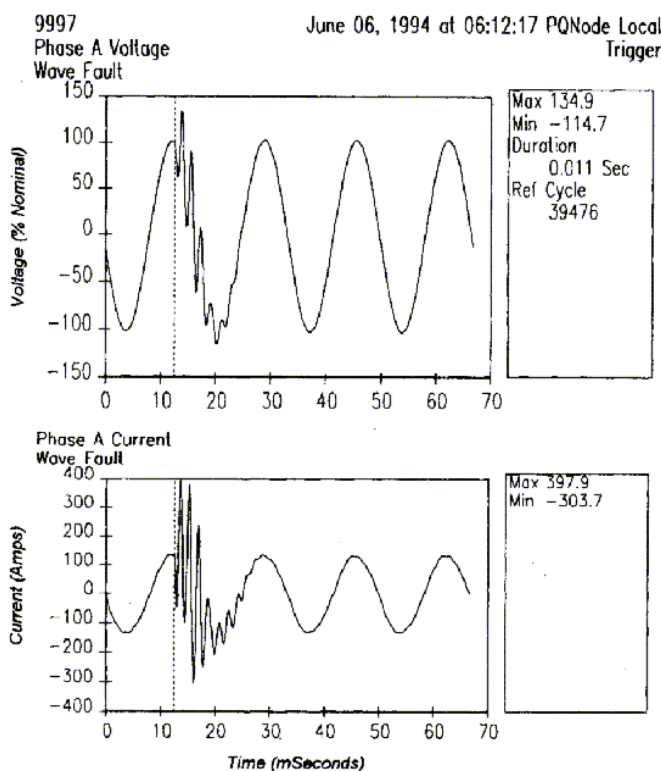 9997 June 06, 1994 at 06:12:17 PQNode Local
Phase A Voltage Trigger
Wave Fault
150
100
50
0
-50
-100
-150
Voltage (% Nominal)
0 10 20 30 40 50 60 70
Max 134.9
Min -114.7
Duration
0.011 Sec
Ref Cycle
39476
Phase A Current
Wave Fault
400
300
200
100
0
-100
-200
-300
-400
Current (Amps)
0 10 20 30 40 50 60 70
Time (mSeconds)
Max 397.9
Min -303.7